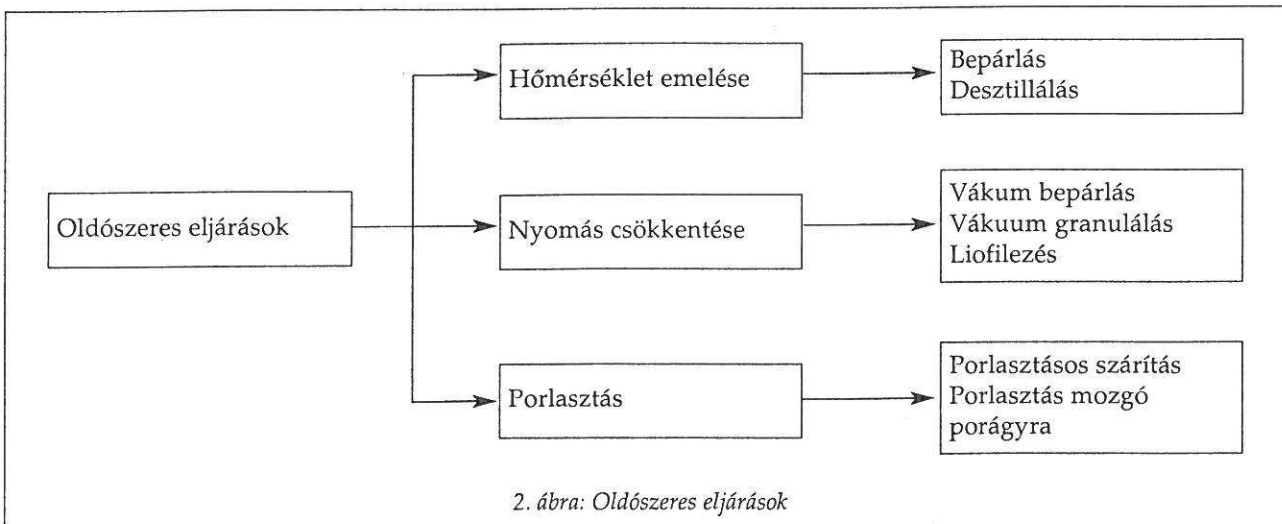 Oldószeres eljárások
Hőmérséklet emelése
Bepárlás
Desztillálás
Nyomás csökkentése
Vákum bepárlás
Vákuum granulálás
Liofilezés
Porlasztás
Porlasztásos szárítás
Porlasztás mozgó
porágyra
2. ábra: Oldószeres eljárások